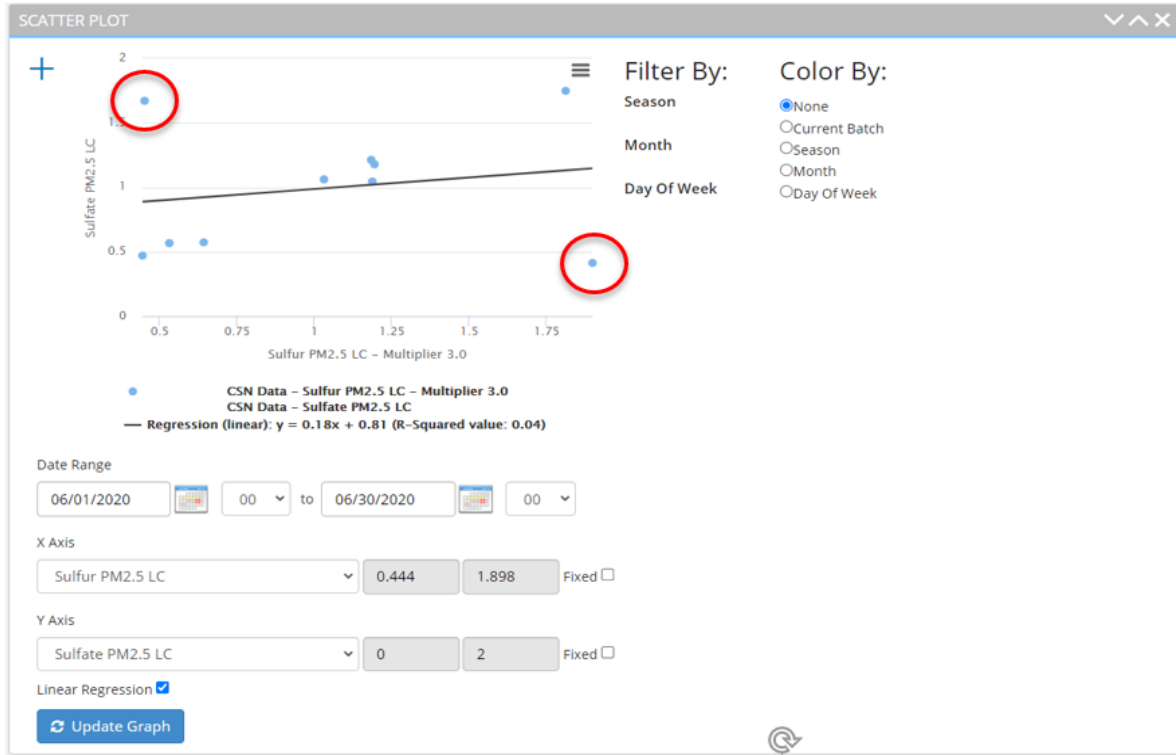 SCATTER PLOT
2
1.5
1
0.5
0
Sulfate PM2.5 LC
0.5 0.75 1 1.25 1.5 1.75
Sulfur PM2.5 LC – Multiplier 3.0
CSN Data – Sulfur PM2.5 LC – Multiplier 3.0
CSN Data – Sulfate PM2.5 LC
Regression (linear): y = 0.18x + 0.81 (R-Squared value: 0.04)
Filter By:
Season
Month
Day Of Week
Color By:
None
Current Batch
Season
Month
Day Of Week
Date Range
06/01/2020 00 to 06/30/2020 00
X Axis
Sulfur PM2.5 LC 0.444 1.898 Fixed
Y Axis
Sulfate PM2.5 LC 0 2 Fixed
Linear Regression
Update Graph